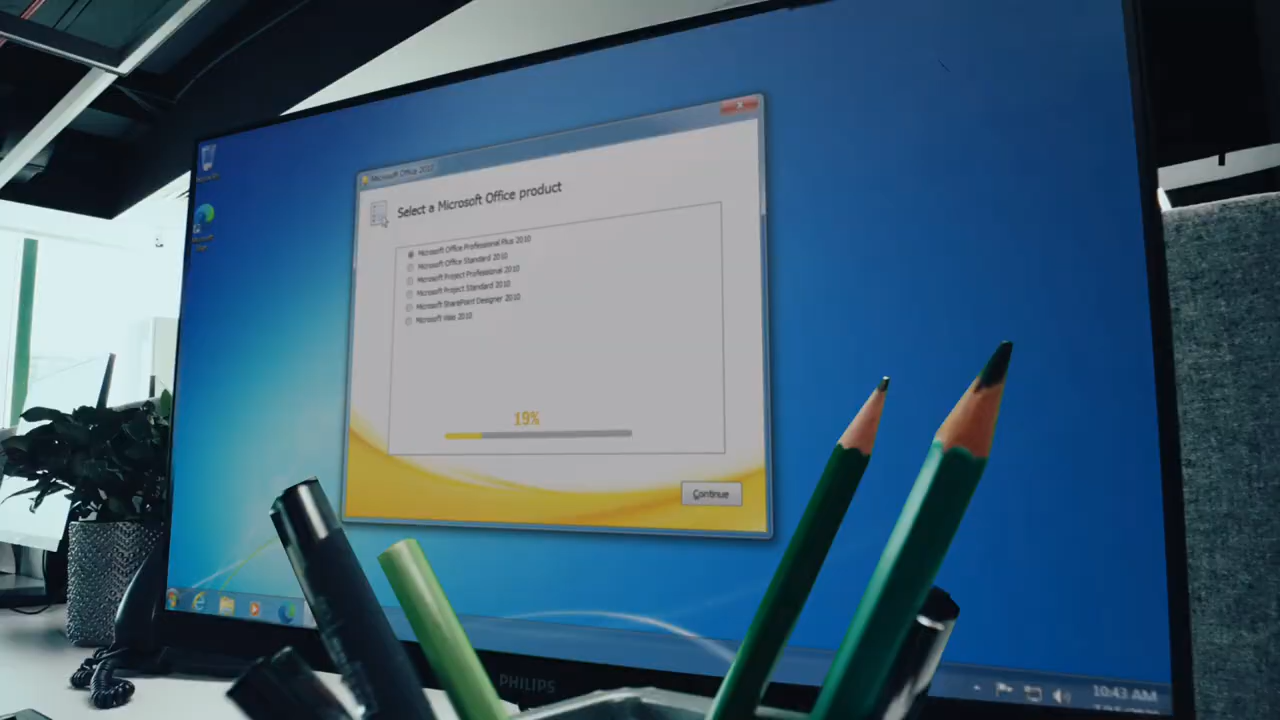 Microsoft Office 2010
Select a Microsoft Office product
Microsoft Office Professional Plus 2010
Microsoft Office Standard 2010
Microsoft Project Professional 2010
Microsoft Project Standard 2010
Microsoft SharePoint Designer 2010
Microsoft Visio 2010
19%
Continue
PHILIPS
10:43 AM